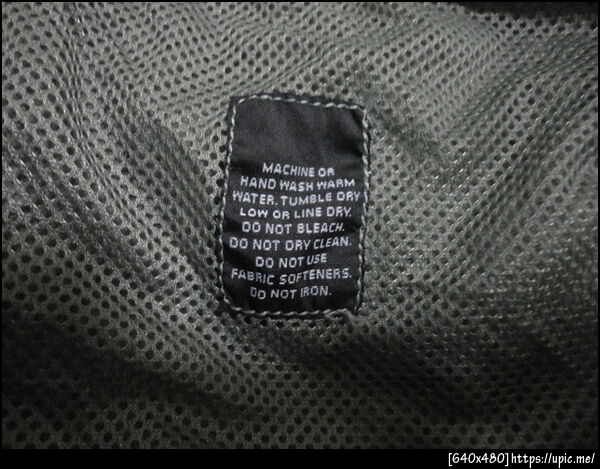 MACHINE OR
HAND WASH WARM
WATER. TUMBLE DRY
LOW OR LINE DRY.
DO NOT BLEACH.
DO NOT DRY CLEAN.
DO NOT USE
FABRIC SOFTENERS.
DO NOT IRON.
[640x480]https://upic.me/